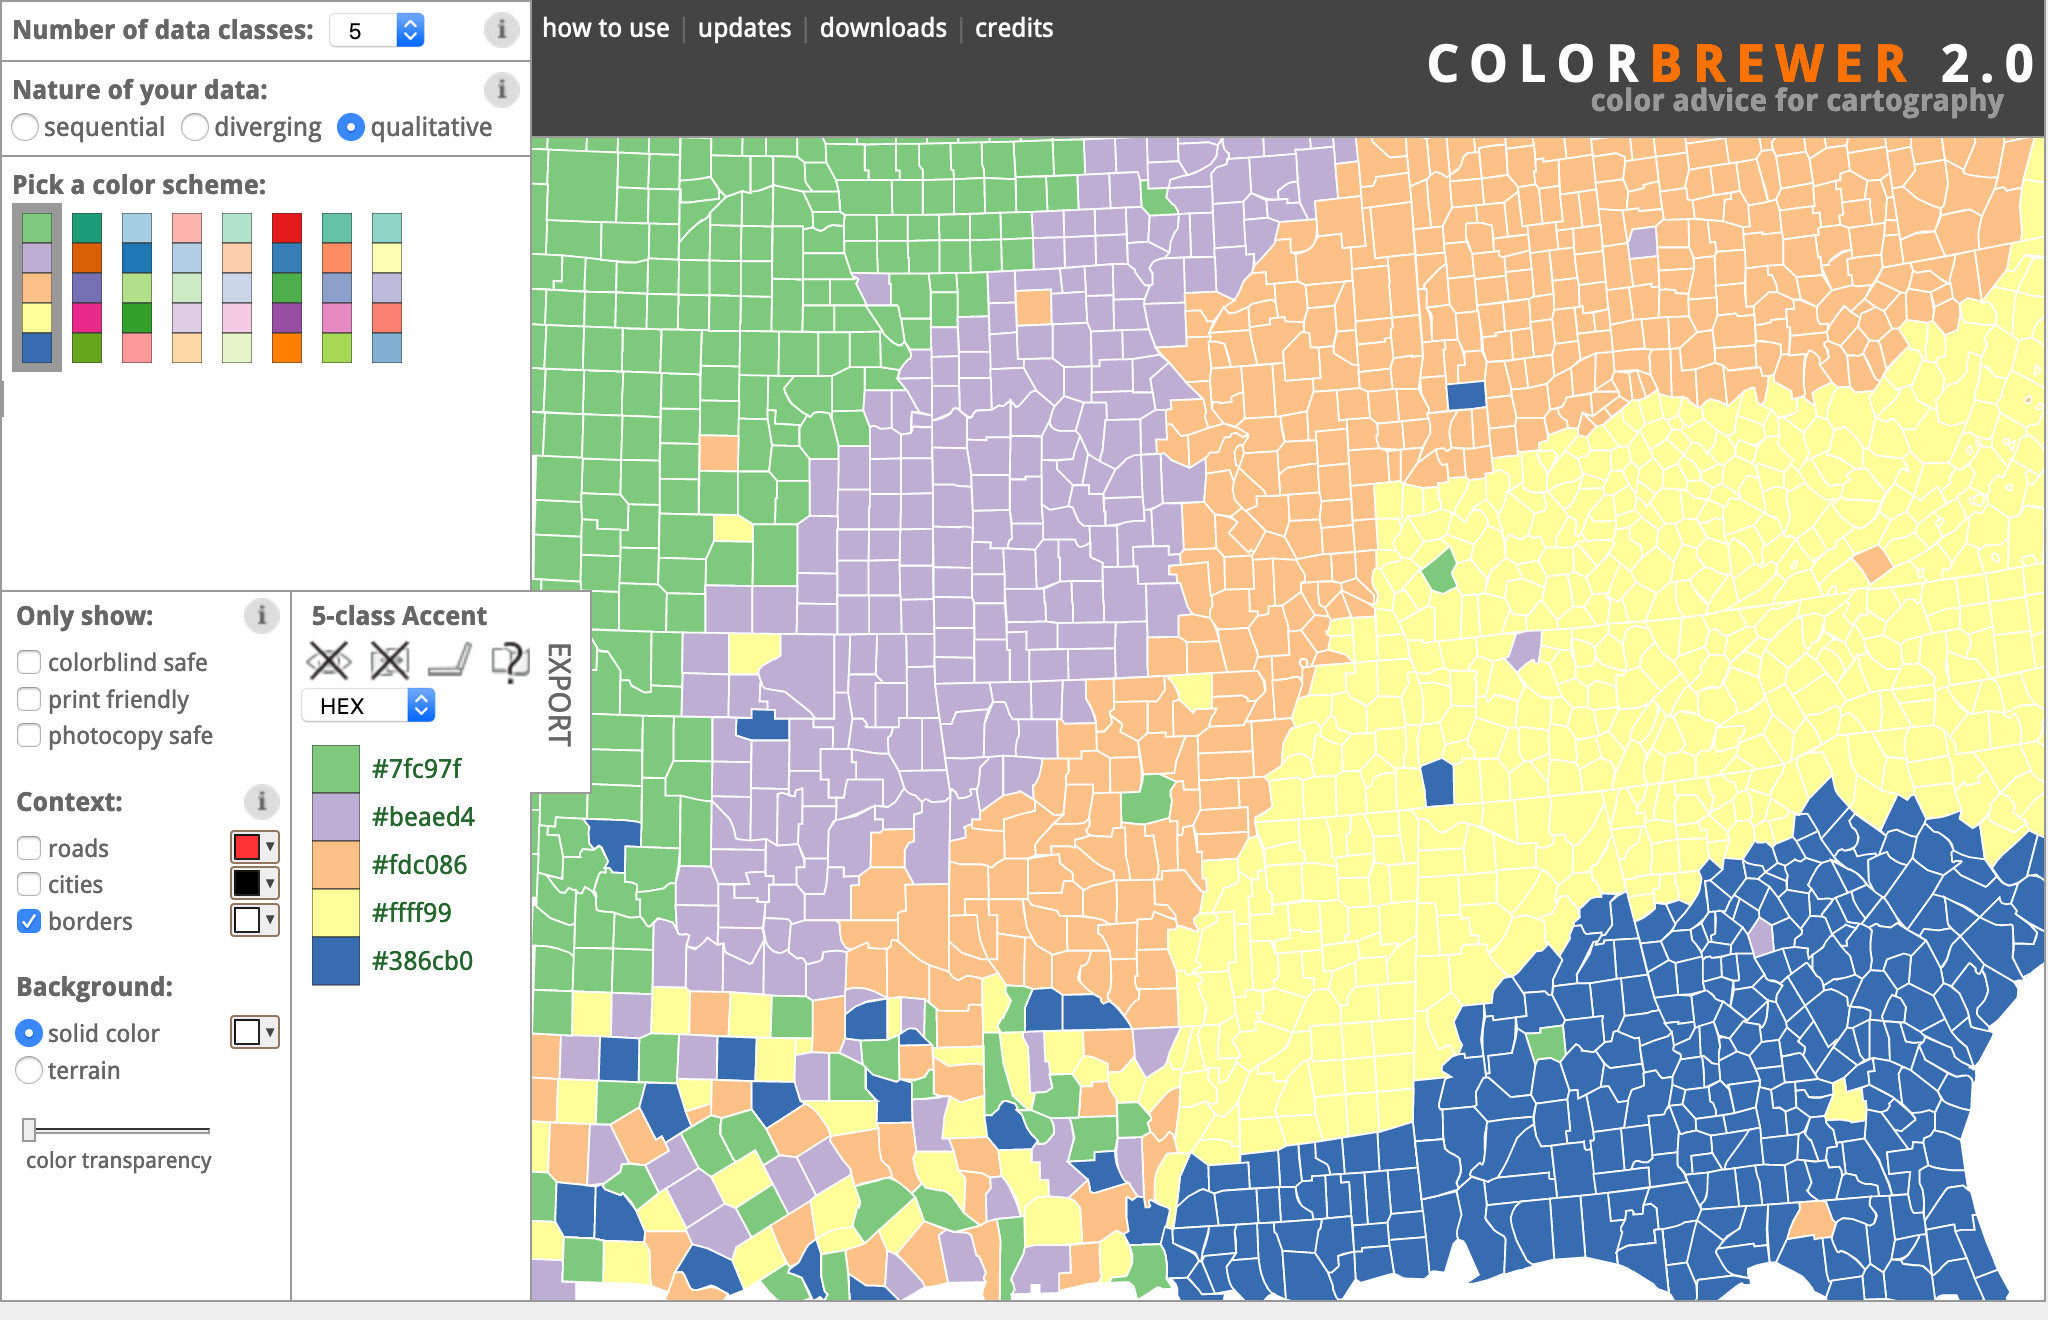 Number of data classes: 5
how to use | updates | downloads | credits
COLORBREWER 2.0
color advice for cartography
Nature of your data:
sequential diverging qualitative
Pick a color scheme:
Only show:
colorblind safe
print friendly
photocopy safe
Context:
roads
cities
borders
Background:
solid color
terrain
color transparency
5-class Accent
HEX
EXPORT
#7fc97f
#beaed4
#fdc086
#ffff99
#386cb0